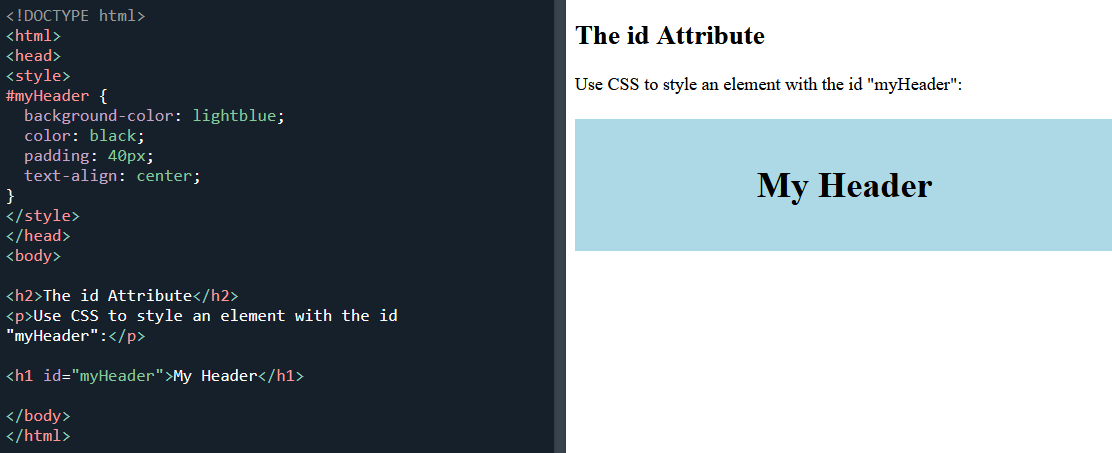 <!DOCTYPE html>
<html>
<head>
<style>
#myHeader {
  background-color: lightblue;
  color: black;
  padding: 40px;
  text-align: center;
}
</style>
</head>
<body>

<h2>The id Attribute</h2>
<p>Use CSS to style an element with the id
"myHeader":</p>

<h1 id="myHeader">My Header</h1>

</body>
</html>
The id Attribute
Use CSS to style an element with the id "myHeader":
My Header